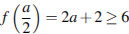 f(a/2) = 2a + 2 ≥ 6